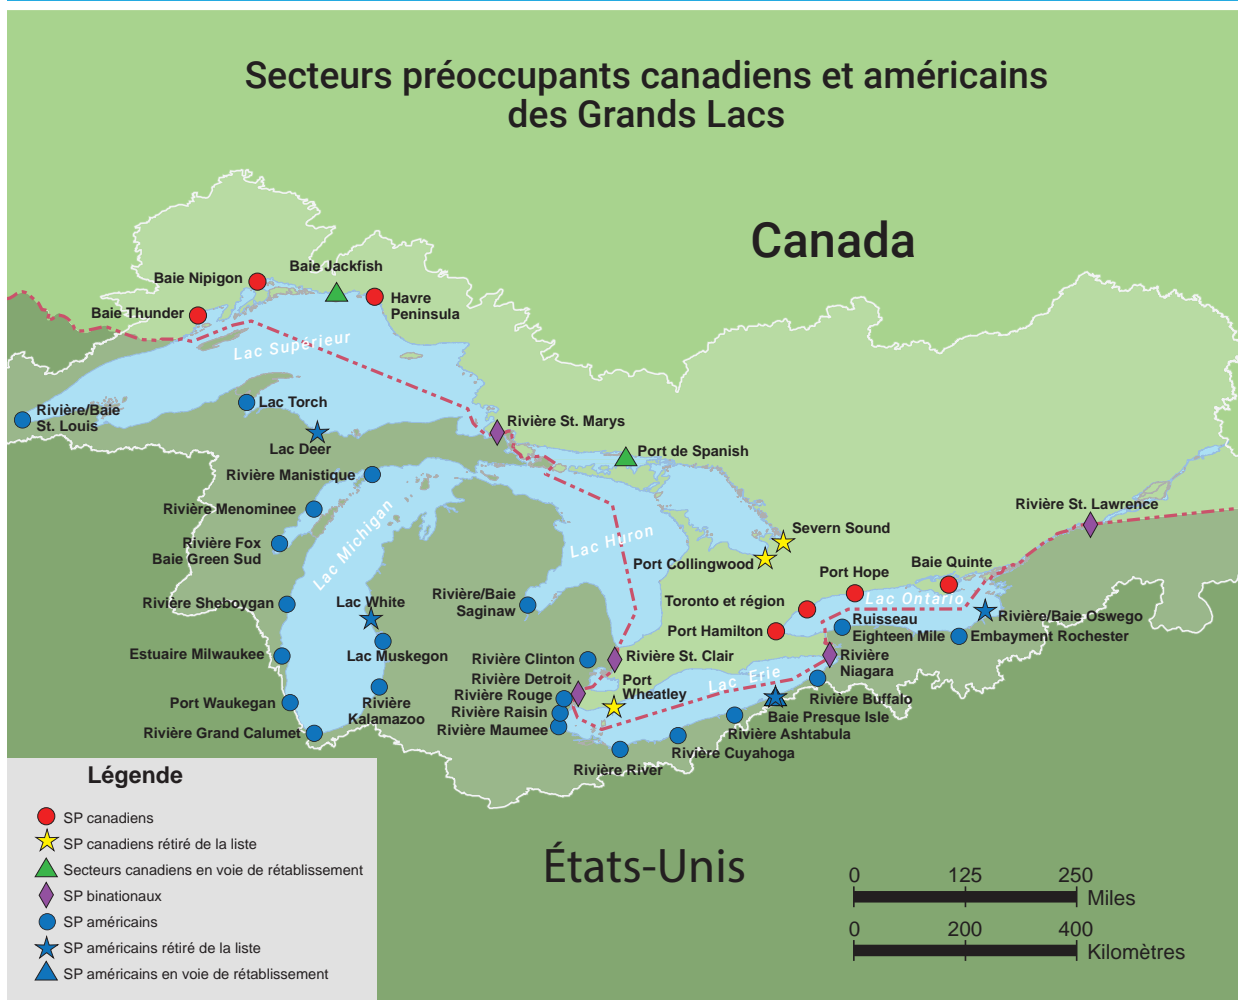 Secteurs préoccupants canadiens et américains
des Grands Lacs
Canada
Baie Jackfish
Baie Nipigon
Havre
Peninsula
Baie Thunder
Lac Supérieur
Rivière/Baie
St. Louis
Lac Torch
Lac Deer
Rivière St. Marys
Port de Spanish
Rivière Manistique
Rivière Menominee
Rivière Fox
Baie Green Sud
Lac Michigan
Lac Huron
Severn Sound
Port Collingwood
Rivière St. Lawrence
Baie Quinte
Port Hope
Lac Ontario
Toronto et région
Port Hamilton
Rivière/Baie Oswego
Ruisseau
Eighteen Mile
Embayment Rochester
Rivière Sheboygan
Lac White
Rivière/Baie
Saginaw
Estuaire Milwaukee
Lac Muskegon
Rivière Clinton
Rivière St. Clair
Rivière
Niagara
Rivière Detroit
Port
Wheatley
Lac Erie
Port Waukegan
Rivière
Kalamazoo
Rivière Rouge
Rivière Raisin
Rivière Maumee
Rivière Buffalo
Baie Presque Isle
Rivière Ashtabula
Rivière Cuyahoga
Rivière River
Rivière Grand Calumet
Légende
SP canadiens
SP canadiens rétiré de la liste
Secteurs canadiens en voie de rétablissement
SP binationaux
SP américains
SP américains rétiré de la liste
SP américains en voie de rétablissement
États-Unis
0 125 250
Miles
0 200 400
Kilomètres